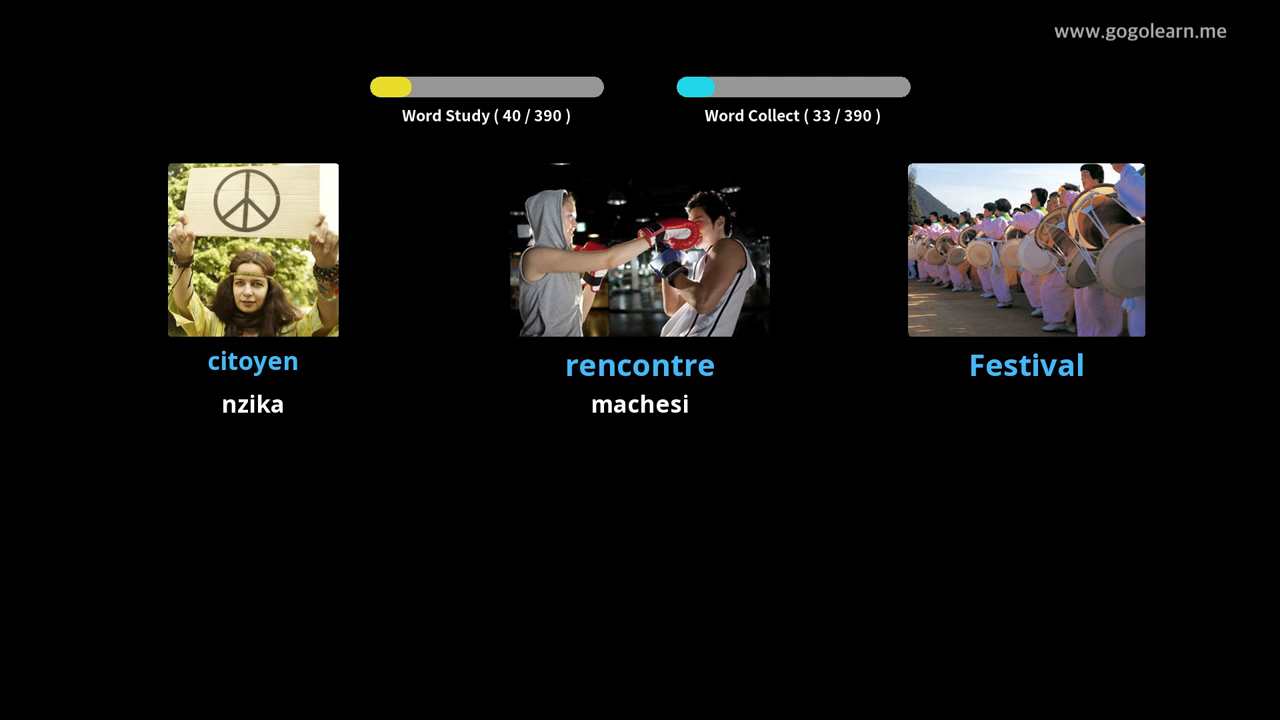 www.gogolearn.me
Word Study ( 40 / 390 )
Word Collect ( 33 / 390 )
citoyen
rencontre
Festival
nzika
machesi